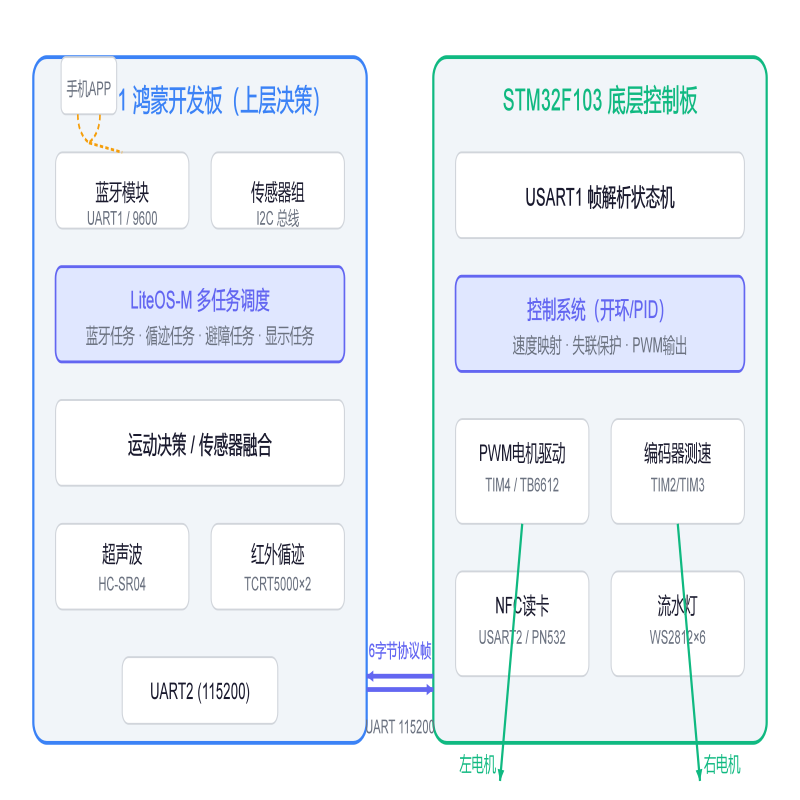 手机APP
1 鸿蒙开发板（上层决策）
蓝牙模块
UART1 / 9600
传感器组
I2C 总线
LiteOS-M 多任务调度
蓝牙任务 · 循迹任务 · 避障任务 · 显示任务
运动决策 / 传感器融合
超声波
HC-SR04
红外循迹
TCRT5000×2
UART2 (115200)
6字节协议帧
UART 115200
STM32F103 底层控制板
USART1 帧解析状态机
控制系统（开环/PID）
速度映射 · 失联保护 · PWM输出
PWM电机驱动
TIM4 / TB6612
编码器测速
TIM2/TIM3
NFC读卡
USART2 / PN532
流水灯
WS2812×6
左电机
右电机